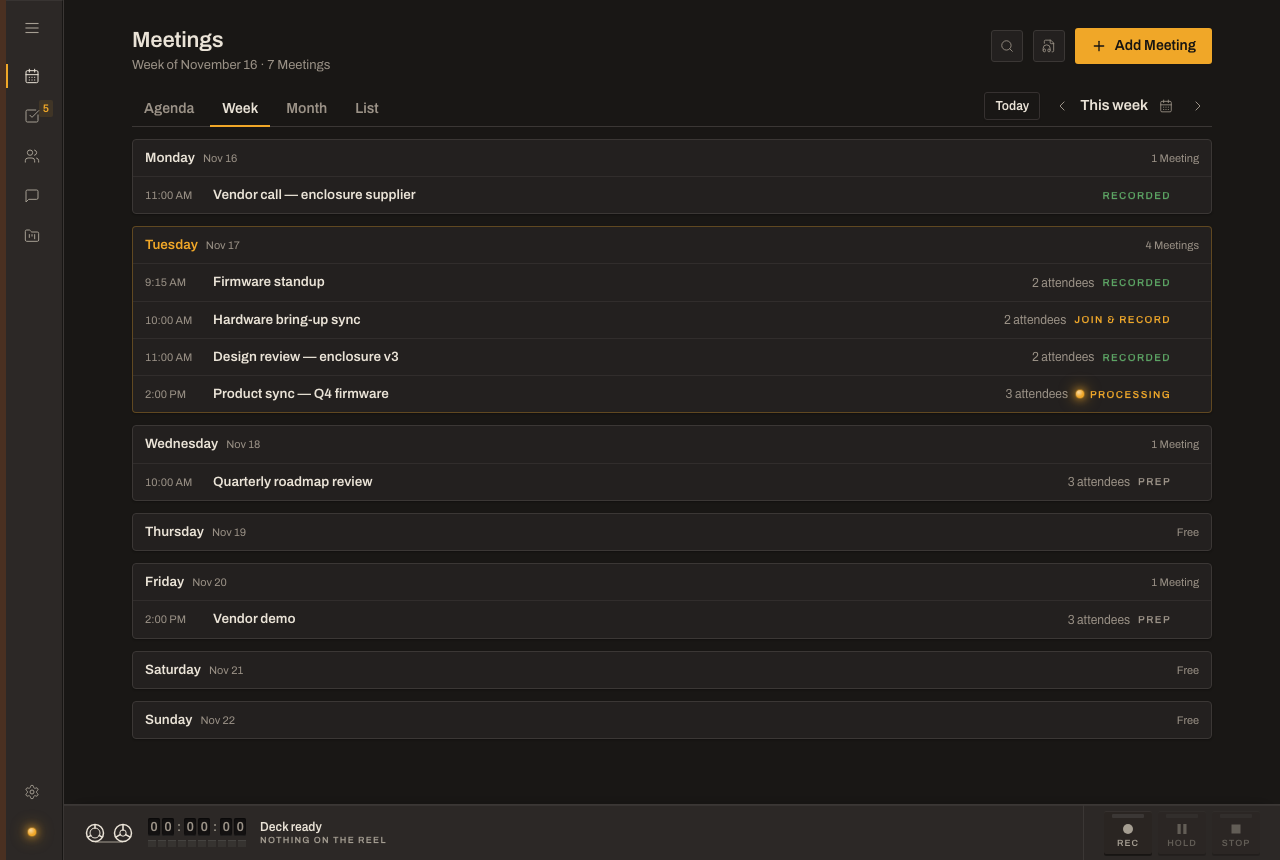 Meetings
Week of November 16 · 7 Meetings
Add Meeting
5
Agenda Week Month List
Today This week
Monday Nov 16 1 Meeting
11:00 AM Vendor call — enclosure supplier RECORDED
Tuesday Nov 17 4 Meetings
9:15 AM Firmware standup 2 attendees RECORDED
10:00 AM Hardware bring-up sync 2 attendees JOIN & RECORD
11:00 AM Design review — enclosure v3 2 attendees RECORDED
2:00 PM Product sync — Q4 firmware 3 attendees PROCESSING
Wednesday Nov 18 1 Meeting
10:00 AM Quarterly roadmap review 3 attendees PREP
Thursday Nov 19 Free
Friday Nov 20 1 Meeting
2:00 PM Vendor demo 3 attendees PREP
Saturday Nov 21 Free
Sunday Nov 22 Free
00:00:00 Deck ready
NOTHING ON THE REEL
REC HOLD STOP